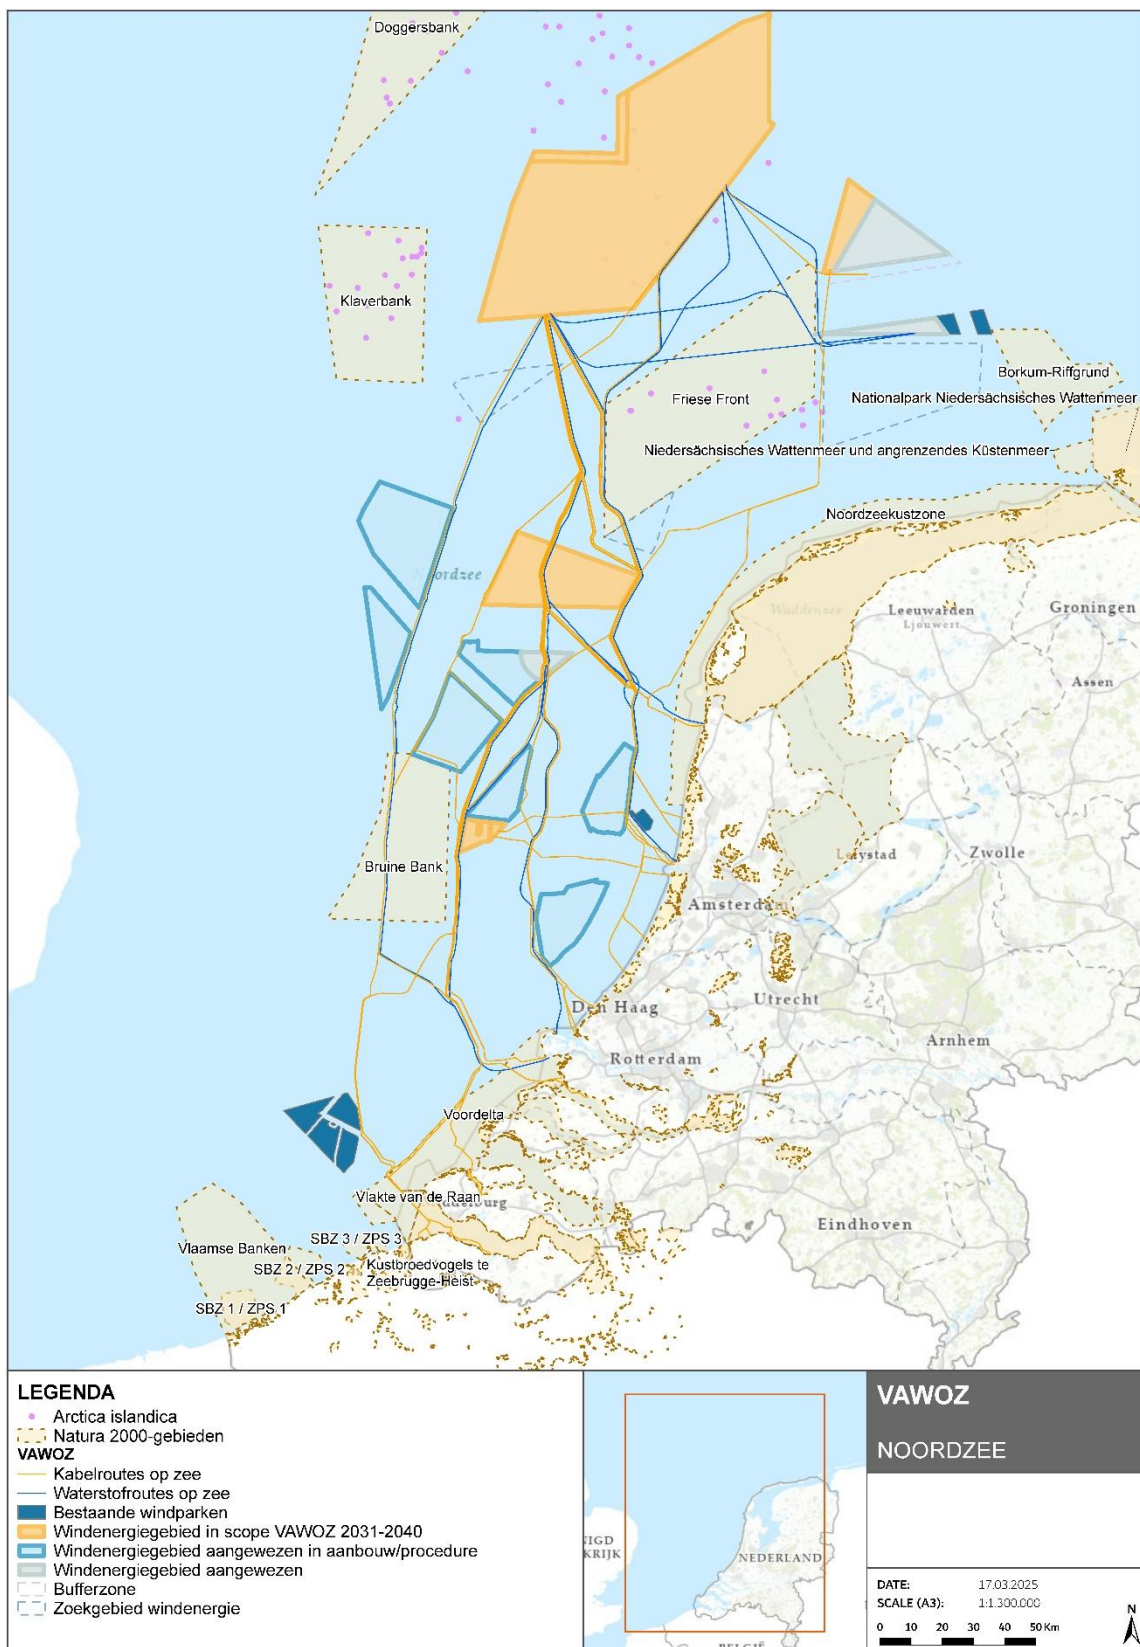 Doggersbank
Klaverbank
Borkum-Riffgrund
Friese Front
Nationalpark Niedersächsisches Wattenmeer
Niedersächsisches Wattenmeer und angrenzendes Küstenmeer
Noordzeekustzone
Noordzee
Waddenzee
Leeuwarden
Ljouwert
Groningen
Assen
Lelystad
Zwolle
Bruine Bank
Amsterdam
Utrecht
Den Haag
Arnhem
Rotterdam
Voordelta
Vlakte van de Raan
Middelburg
Eindhoven
SBZ 3 / ZPS 3
Vlaamse Banken
SBZ 2 / ZPS 2
Kustbroedvogels te
Zeebrugge-Heist
SBZ 1 / ZPS 1
LEGENDA
Arctica islandica
Natura 2000-gebieden
VAWOZ
Kabelroutes op zee
Waterstofroutes op zee
Bestaande windparken
Windenergiegebied in scope VAWOZ 2031-2040
Windenergiegebied aangewezen in aanbouw/procedure
Windenergiegebied aangewezen
Bufferzone
Zoekgebied windenergie
NIGD
KRIJK
NEDERLAND
BELGIË
VAWOZ
NOORDZEE
DATE: 17.03.2025
SCALE (A3): 1:1.300.000
0 10 20 30 40 50 Km
N